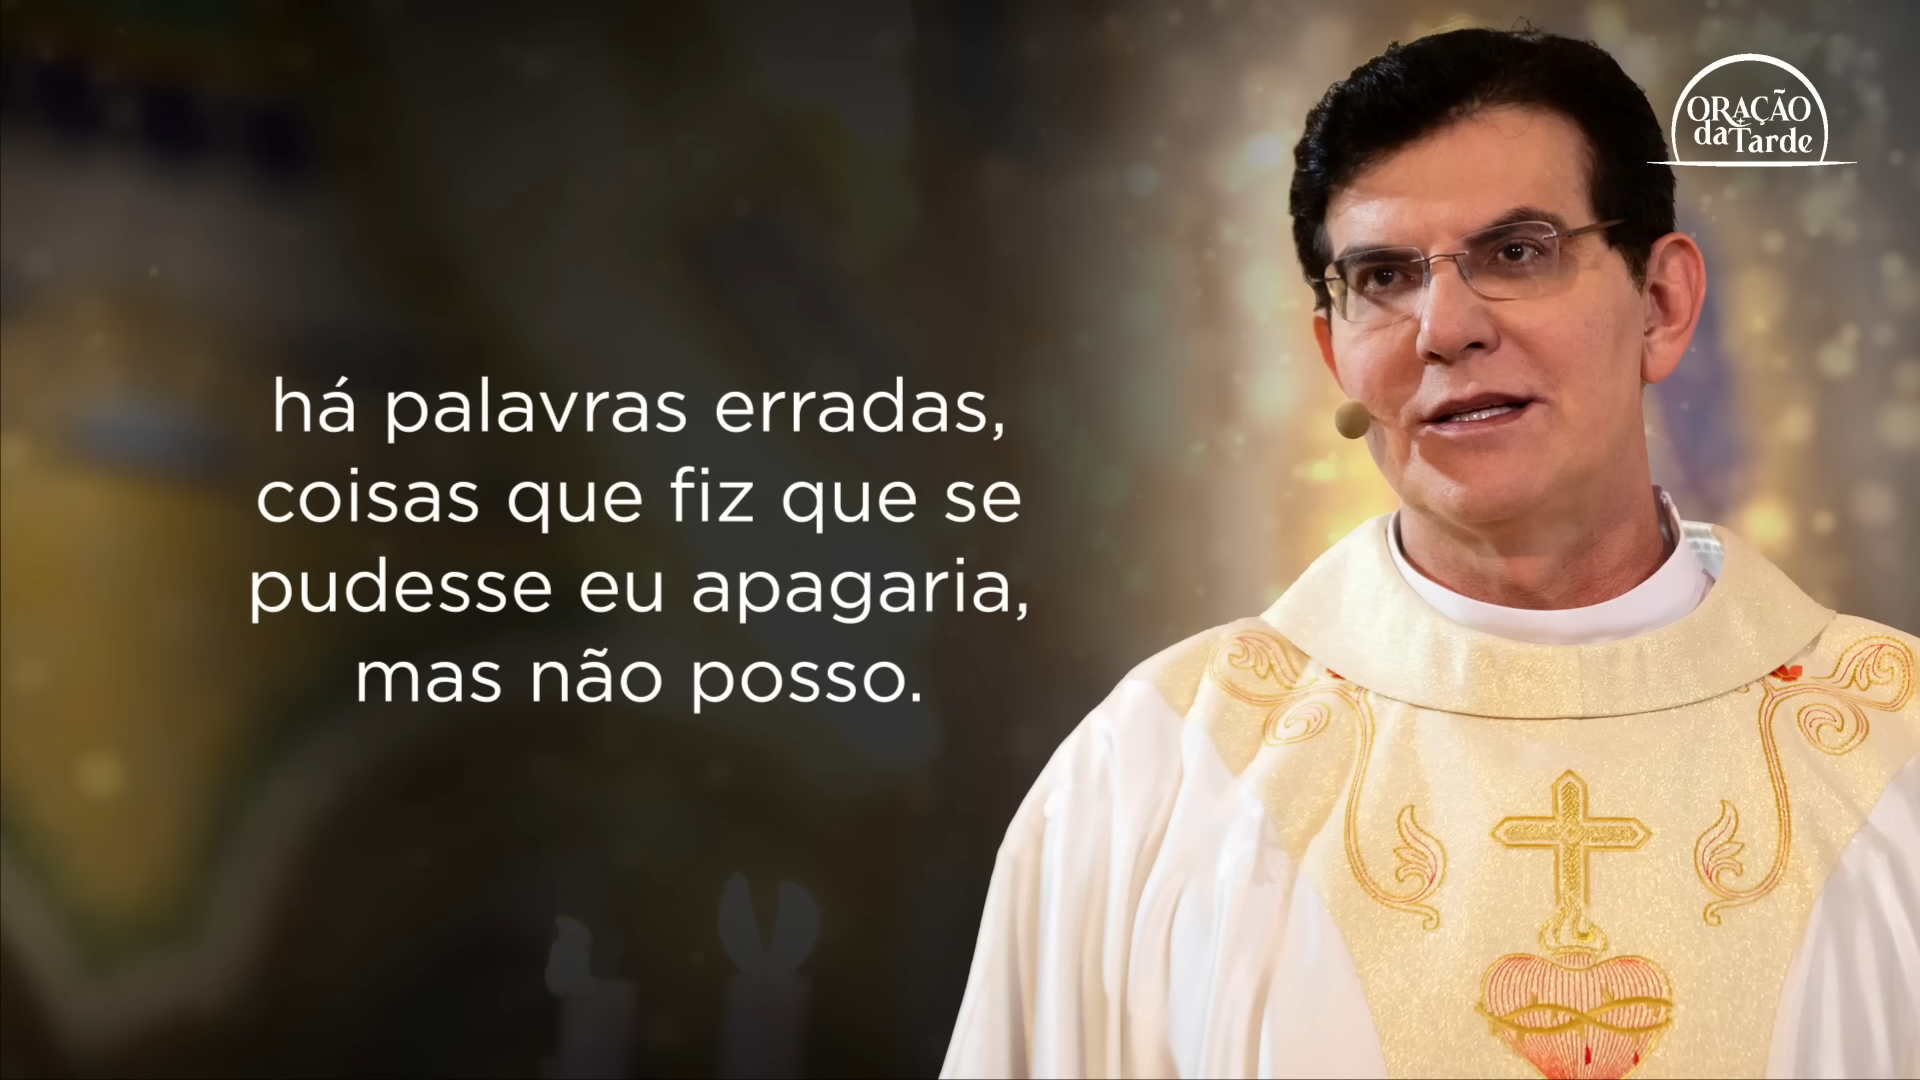 ORAÇÃO
da Tarde
há palavras erradas,
coisas que fiz que se
pudesse eu apagaria,
mas não posso.